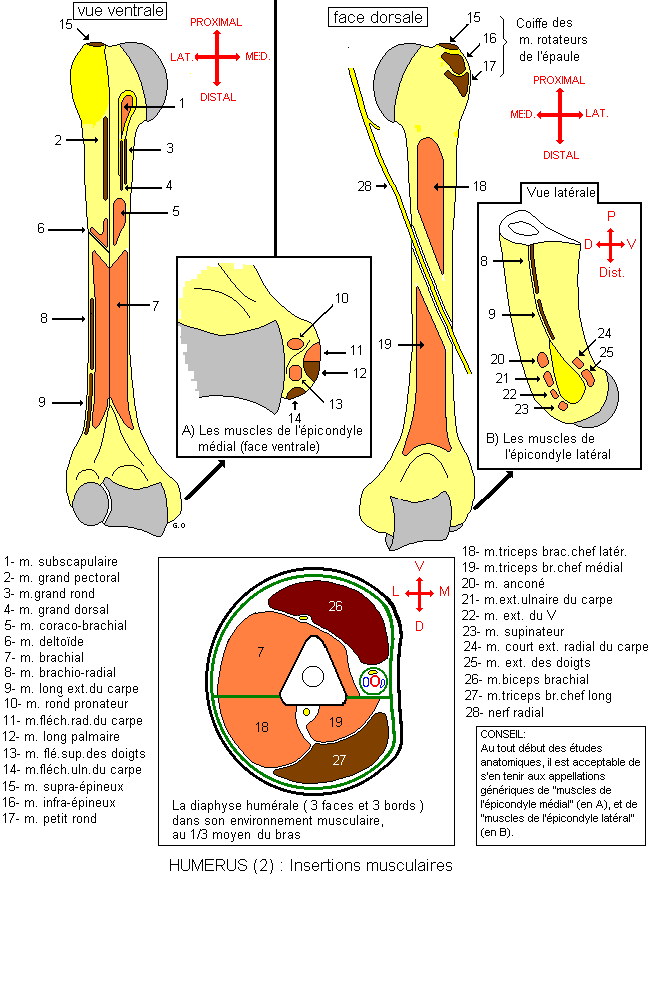 vue ventrale
15
PROXIMAL
LAT.
MED.
DISTAL
1
2
3
4
5
6
7
8
9
G.O
face dorsale
15
16
17
Coiffe des
m. rotateurs
de l'épaule
PROXIMAL
MED.
LAT.
DISTAL
28
18
19
10
11
12
13
14
A) Les muscles de l'épicondyle
médial (face ventrale)
Vue latérale
P
D
V
Dist.
8
9
24
25
20
21
22
23
B) Les muscles de
l'épicondyle latéral
1- m. subscapulaire
2- m. grand pectoral
3- m.grand rond
4- m. grand dorsal
5- m. coraco-brachial
6- m. deltoïde
7- m. brachial
8- m. brachio-radial
9- m. long ext.du carpe
10- m. rond pronateur
11- m.fléch.rad.du carpe
12- m. long palmaire
13- m. flé.sup.des doigts
14- m.fléch.uln.du carpe
15- m. supra-épineux
16- m. infra-épineux
17- m. petit rond
26
V
L
M
D
7
18
19
27
La diaphyse humérale ( 3 faces et 3 bords )
dans son environnement musculaire,
au 1/3 moyen du bras
18- m.triceps brac.chef latér.
19- m.triceps br.chef médial
20- m. anconé
21- m.ext.ulnaire du carpe
22- m. ext. du V
23- m. supinateur
24- m. court ext. radial du carpe
25- m. ext. des doigts
26- m.biceps brachial
27- m.triceps br.chef long
28- nerf radial
CONSEIL:
Au tout début des études
anatomiques, il est acceptable de
s'en tenir aux appellations
génériques de "muscles de
l'épicondyle médial" (en A), et de
"muscles de l'épicondyle latéral"
(en B).
HUMERUS (2) : Insertions musculaires